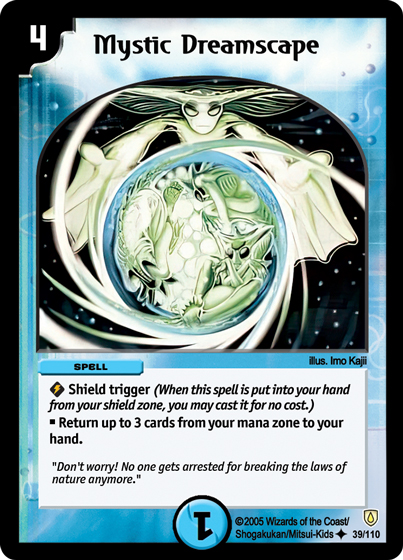 4 Mystic Dreamscape
illus. Imo Kajii
SPELL
Shield trigger (When this spell is put into your hand
from your shield zone, you may cast it for no cost.)
▪ Return up to 3 cards from your mana zone to your
hand.
"Don't worry! No one gets arrested for breaking the laws of
nature anymore."
1
©2005 Wizards of the Coast/
Shogakukan/Mitsui-Kids ✦ 39/110